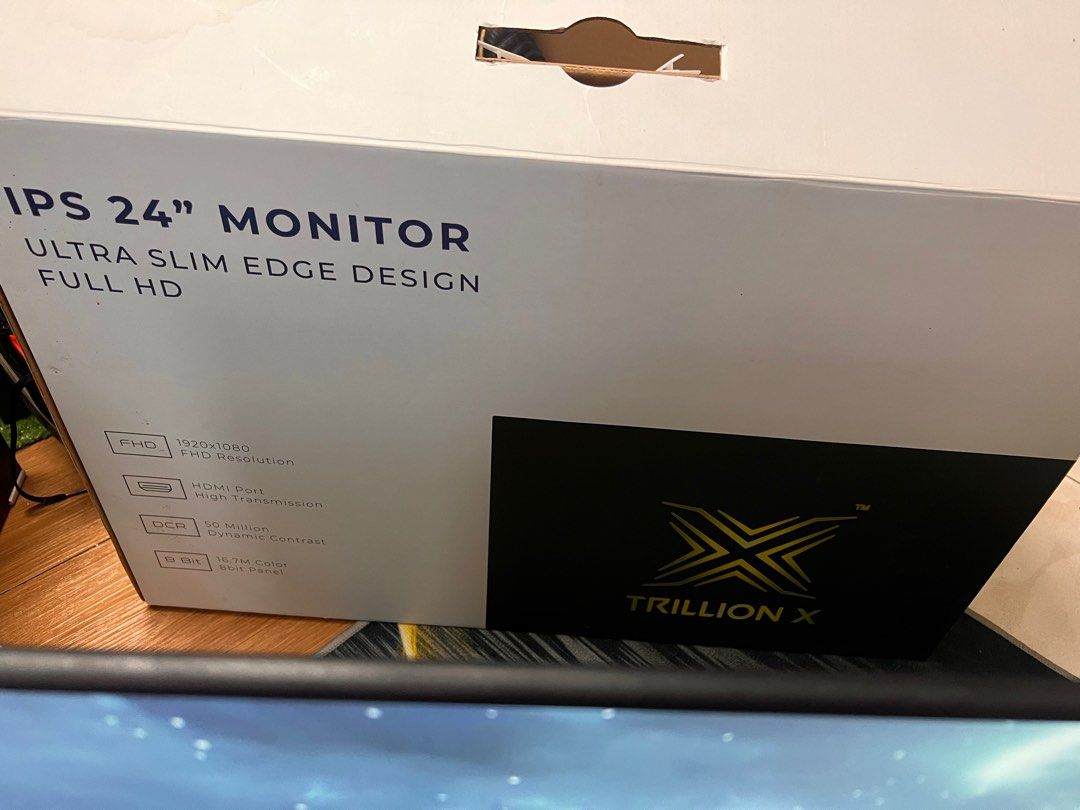 IPS 24” MONITOR
ULTRA SLIM EDGE DESIGN
FULL HD
FHD
1920x1080
FHD Resolution
HDMI Port
High Transmission
DCR
50 Million
Dynamic Contrast
8 Bit
16.7M Color
8bit Panel
TM
TRILLION X